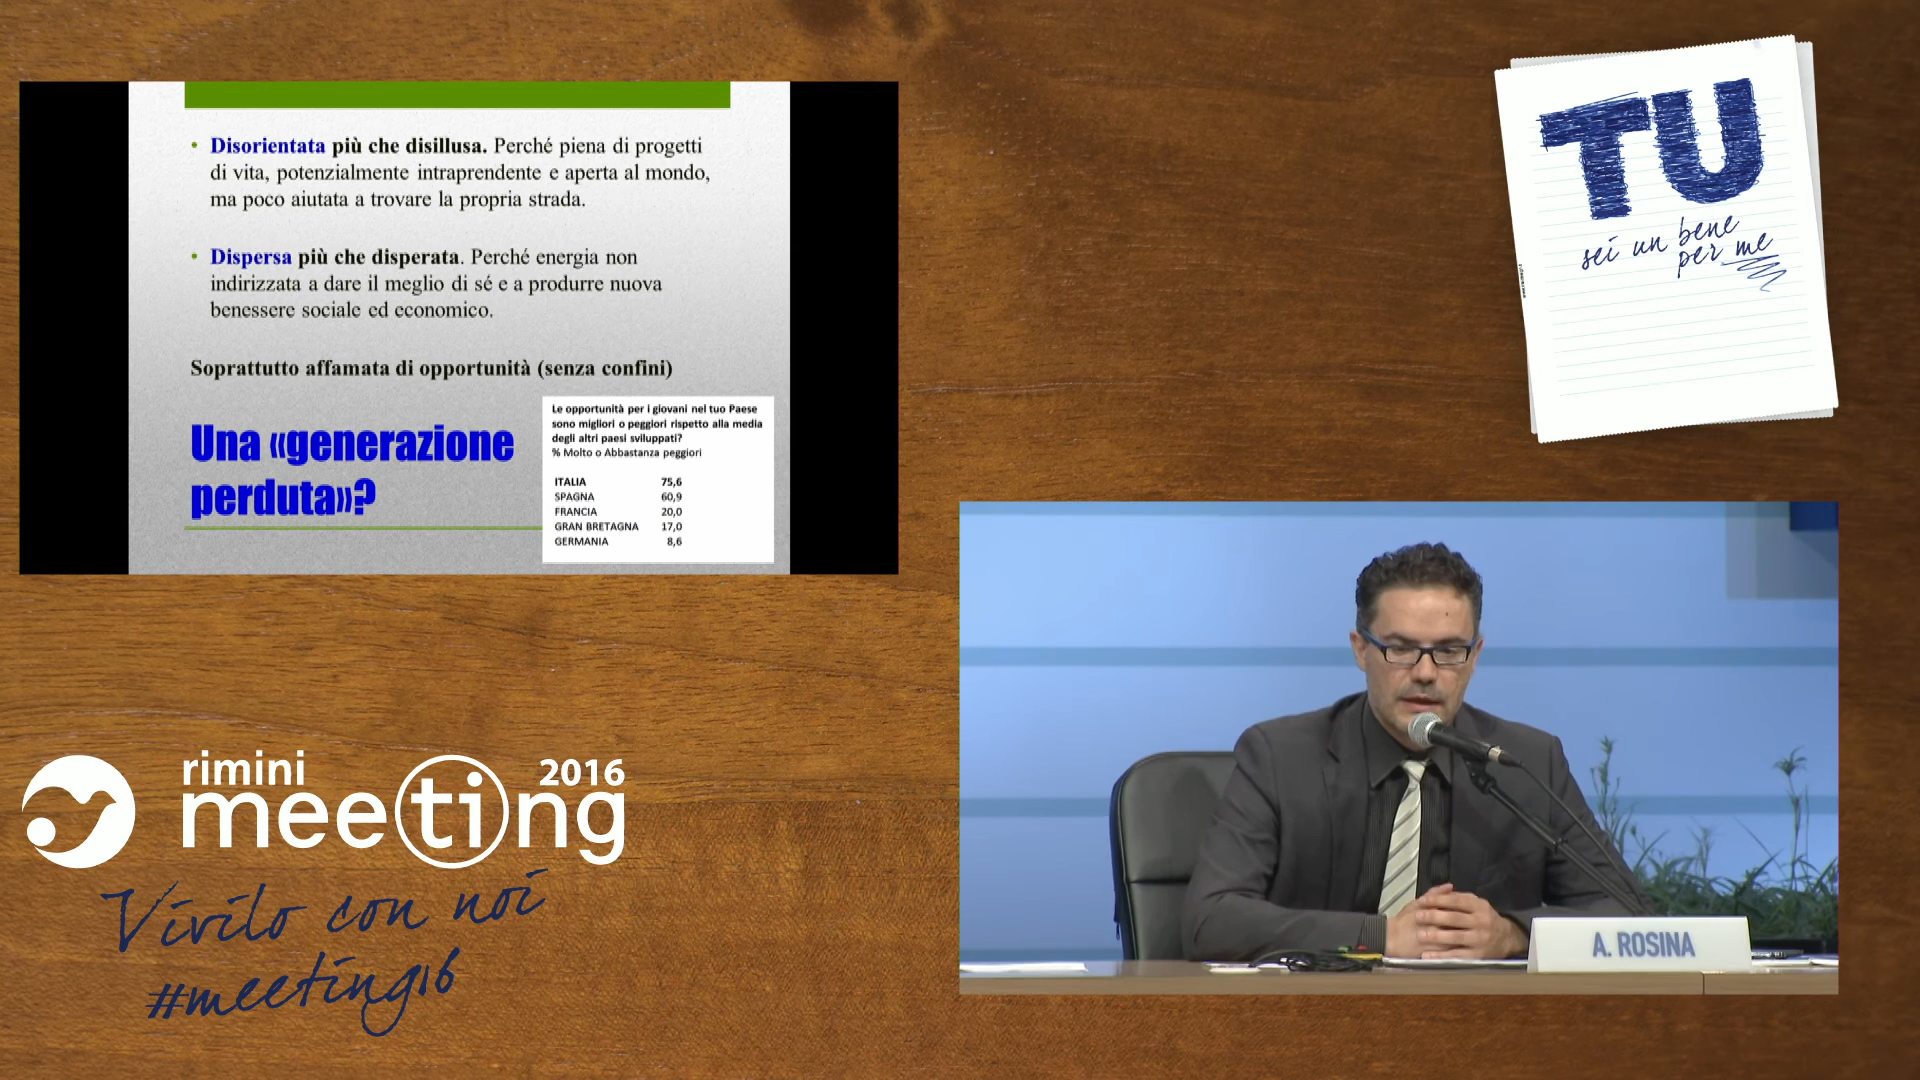 • Disorientata più che disillusa. Perché piena di progetti
di vita, potenzialmente intraprendente e aperta al mondo,
ma poco aiutata a trovare la propria strada.
• Dispersa più che disperata. Perché energia non
indirizzata a dare il meglio di sé e a produrre nuova
benessere sociale ed economico.
Soprattutto affamata di opportunità (senza confini)
Una «generazione
perduta»?
Le opportunità per i giovani nel tuo Paese
sono migliori o peggiori rispetto alla media
degli altri paesi sviluppati?
% Molto o Abbastanza peggiori
ITALIA 75,6
SPAGNA 60,9
FRANCIA 20,0
GRAN BRETAGNA 17,0
GERMANIA 8,6
TU
sei un bene
per me
rimini
meeting 2016
Vivilo con noi
#meeting16
A. ROSINA